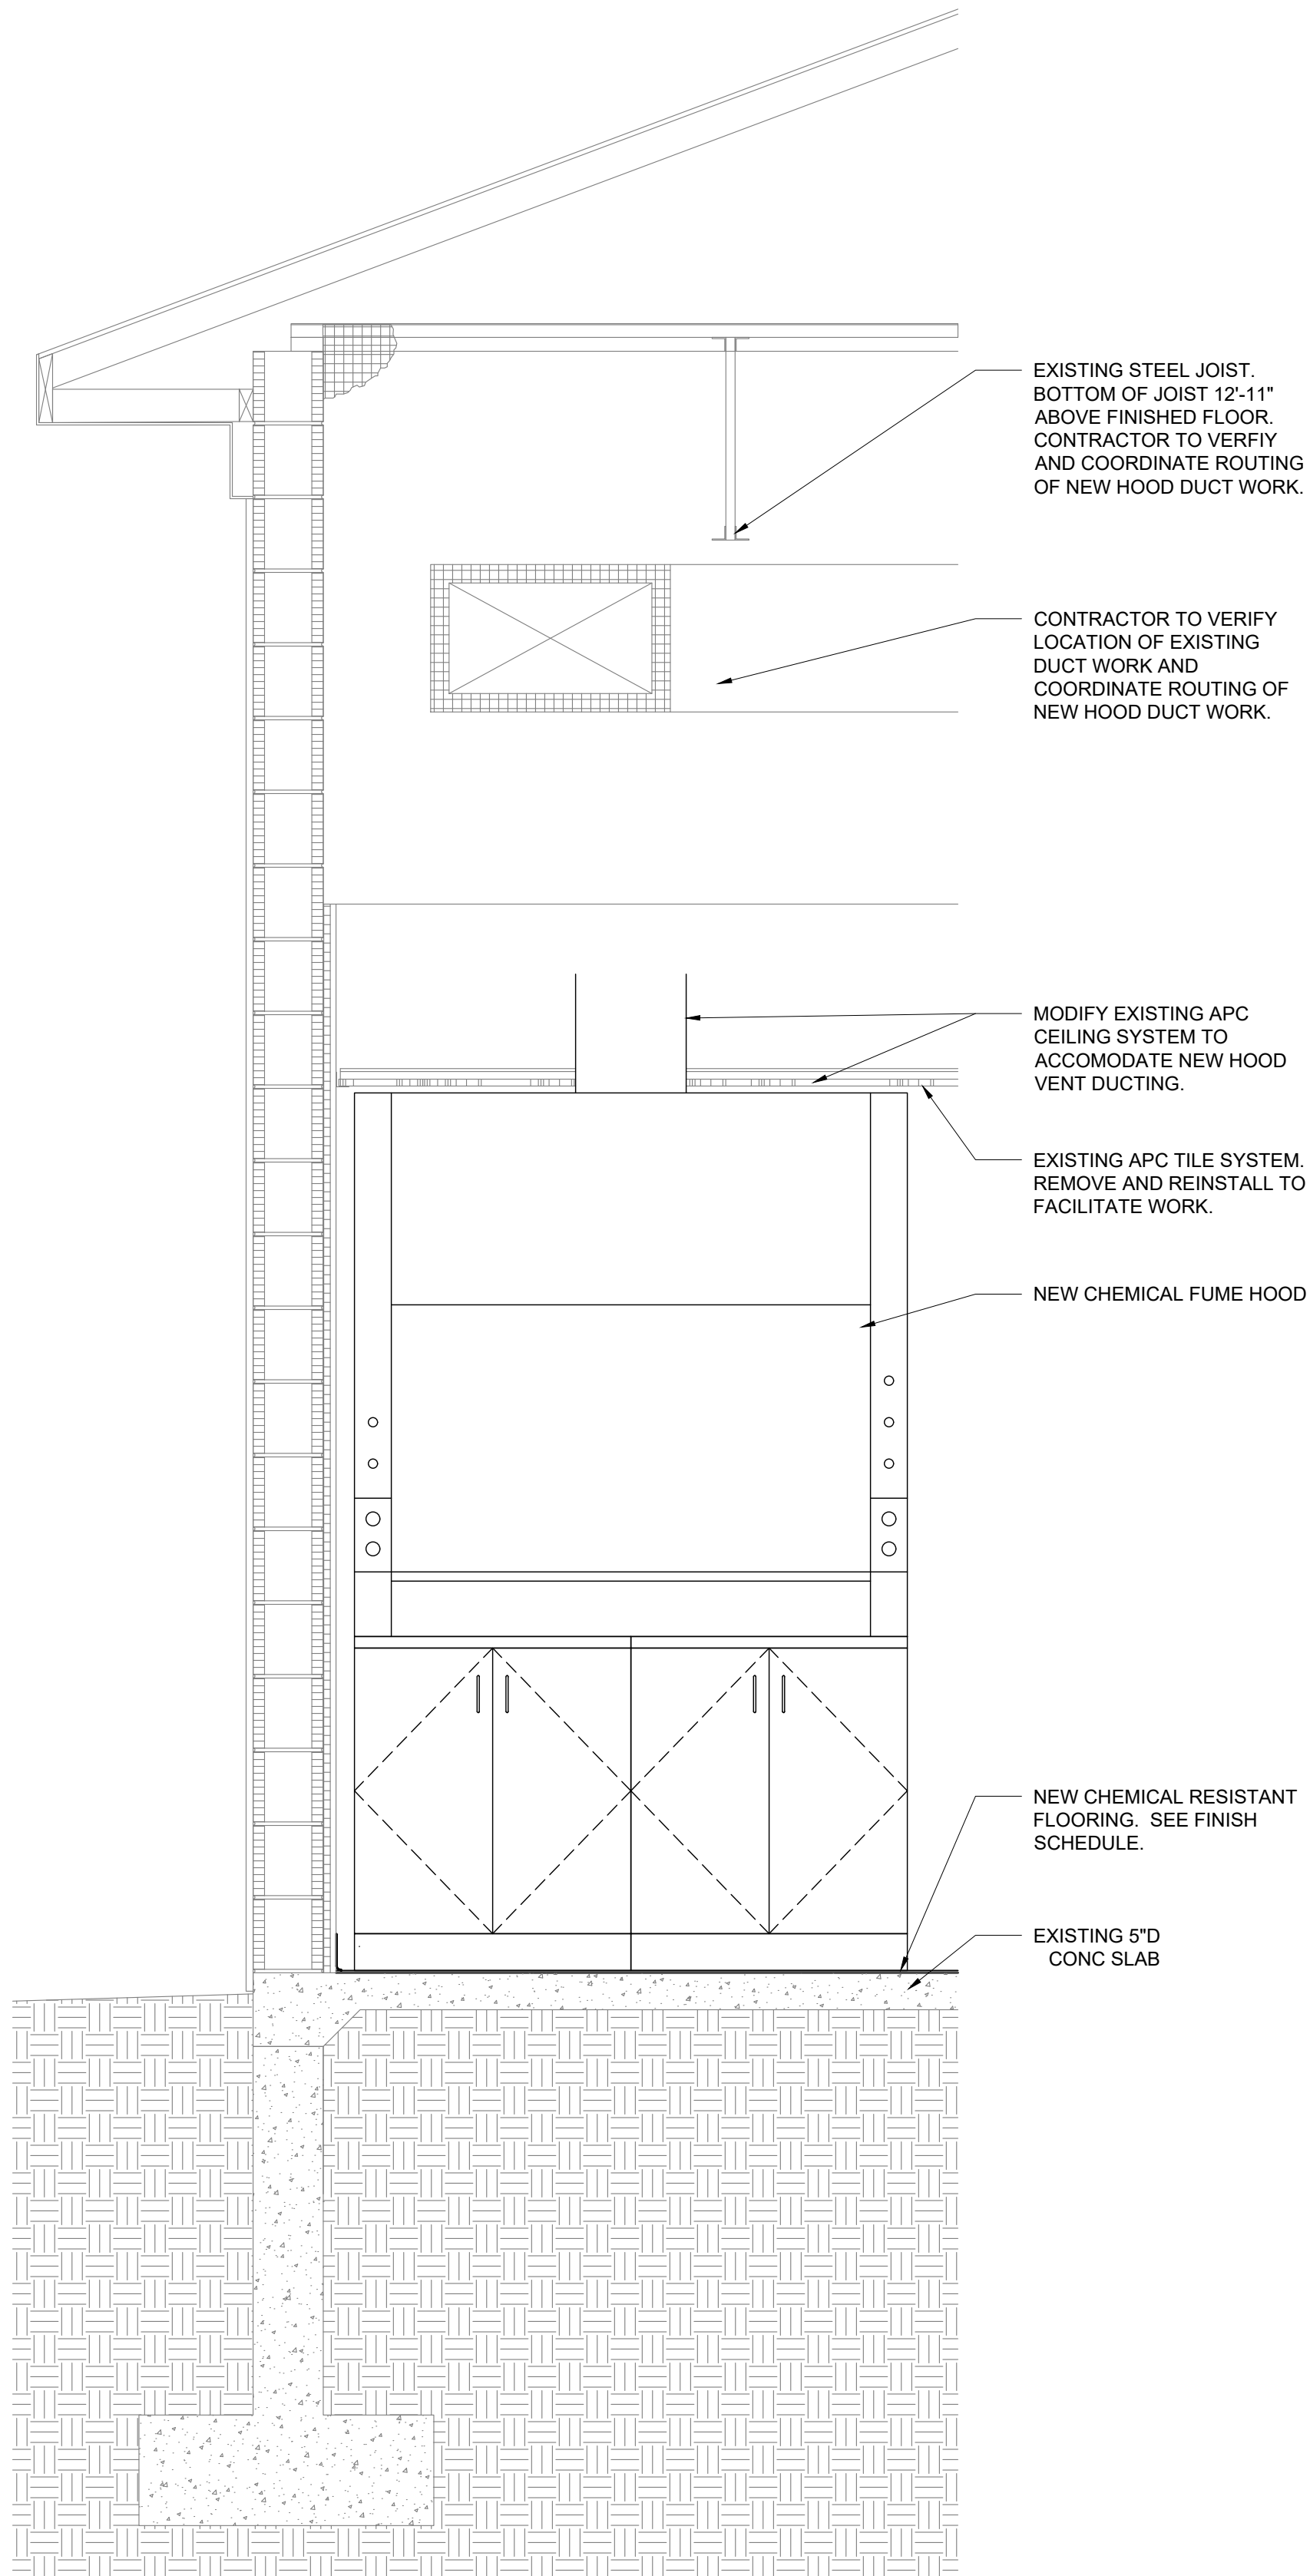 EXISTING STEEL JOIST.
BOTTOM OF JOIST 12'-11"
ABOVE FINISHED FLOOR.
CONTRACTOR TO VERFIY
AND COORDINATE ROUTING
OF NEW HOOD DUCT WORK.
CONTRACTOR TO VERIFY
LOCATION OF EXISTING
DUCT WORK AND
COORDINATE ROUTING OF
NEW HOOD DUCT WORK.
MODIFY EXISTING APC
CEILING SYSTEM TO
ACCOMODATE NEW HOOD
VENT DUCTING.
EXISTING APC TILE SYSTEM.
REMOVE AND REINSTALL TO
FACILITATE WORK.
NEW CHEMICAL FUME HOOD
NEW CHEMICAL RESISTANT
FLOORING. SEE FINISH
SCHEDULE.
EXISTING 5"D
CONC SLAB